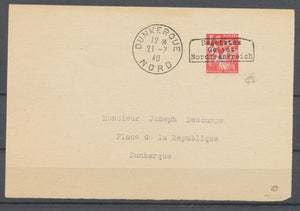 DUNKERQUE
12 H
21-7
40
NORD
Besetztes
Gebiet
Nordfrankreich
Monsieur Joseph Descamps
Place de la Republique
Dunkerque